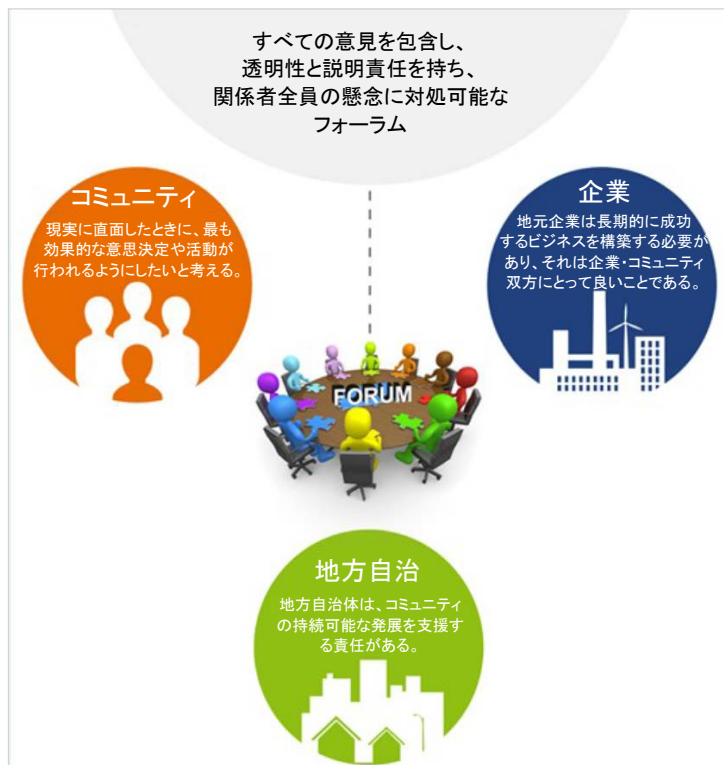 すべての意見を包含し、
透明性と説明責任を持ち、
関係者全員の懸念に対処可能な
フォーラム
コミュニティ
現実に直面したときに、最も
効果的な意思決定や活動が
行われるようにしたいと考える。
企業
地元企業は長期的に成功
するビジネスを構築する必要が
あり、それは企業・コミュニティ
双方にとって良いことである。
FORUM
地方自治
地方自治体は、コミュニティ
の持続可能な発展を支援す
る責任がある。